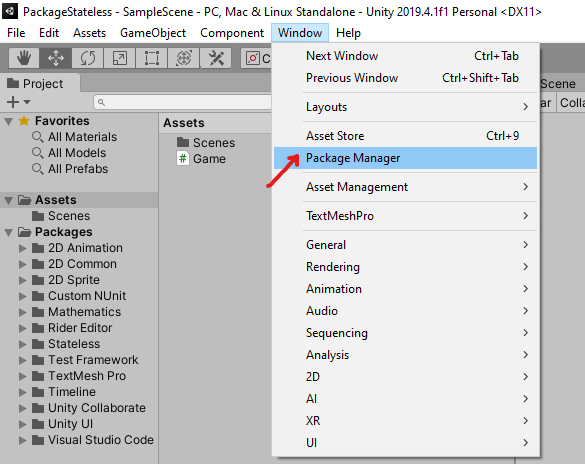 PackageStateless - SampleScene - PC, Mac & Linux Standalone - Unity 2019.4.1f1 Personal <DX11>
File Edit Assets GameObject Component Window Help
Project
Favorites
All Materials
All Models
All Prefabs
Assets
Scenes
Packages
2D Animation
2D Common
2D Sprite
Custom NUnit
Mathematics
Rider Editor
Stateless
Test Framework
TextMesh Pro
Timeline
Unity Collaborate
Unity UI
Visual Studio Code
Assets
Scenes
# Game
Next Window Ctrl+Tab
Previous Window Ctrl+Shift+Tab
Layouts >
Asset Store Ctrl+9
Package Manager
Asset Management >
TextMeshPro >
General >
Rendering >
Animation >
Audio >
Sequencing >
Analysis >
2D >
AI >
XR >
UI >
Scene